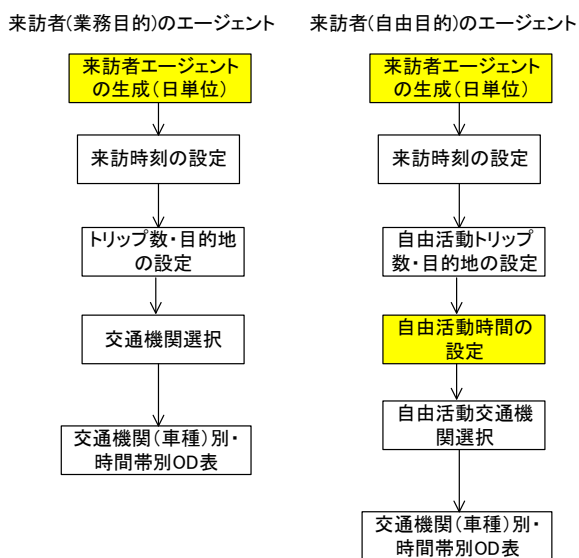 来訪者(業務目的)のエージェント
来訪者エージェント
の生成(日単位)
来訪時刻の設定
トリップ数・目的地
の設定
交通機関選択
交通機関(車種)別・
時間帯別OD表
来訪者(自由目的)のエージェント
来訪者エージェント
の生成(日単位)
来訪時刻の設定
自由活動トリップ
数・目的地の設定
自由活動時間の
設定
自由活動交通機
関選択
交通機関(車種)別・
時間帯別OD表